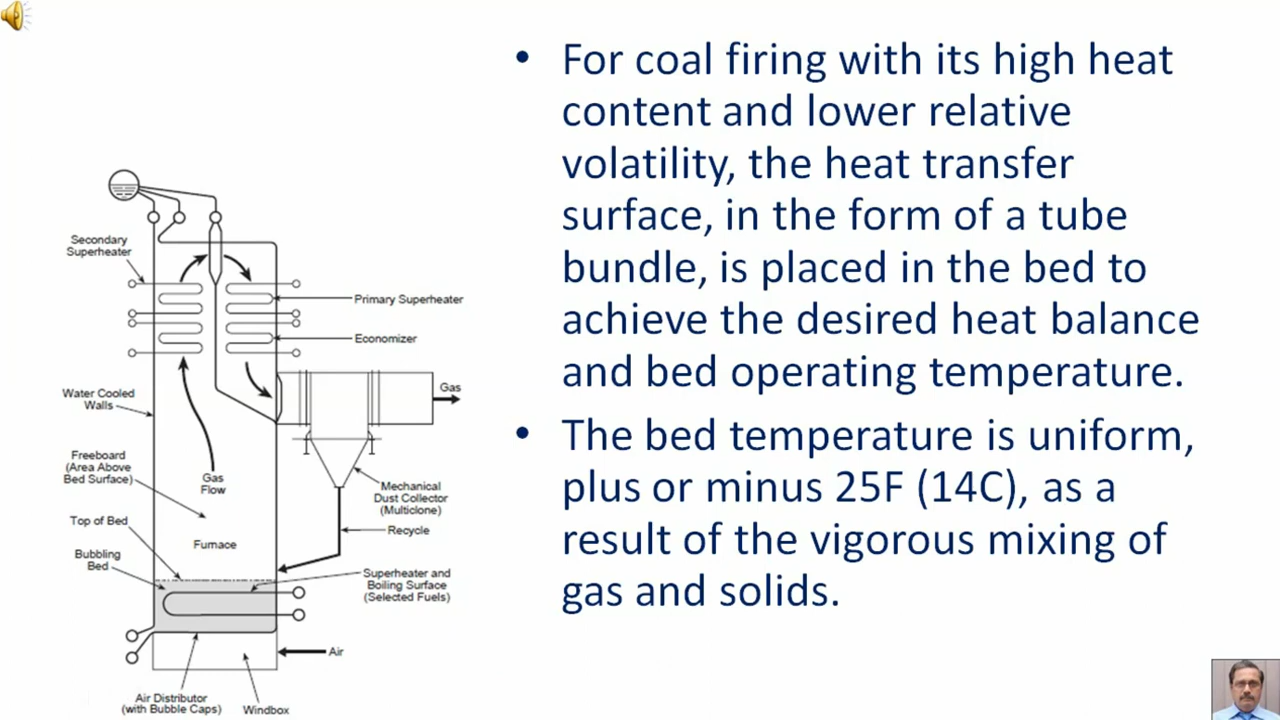 • For coal firing with its high heat
content and lower relative
volatility, the heat transfer
surface, in the form of a tube
bundle, is placed in the bed to
achieve the desired heat balance
and bed operating temperature.
• The bed temperature is uniform,
plus or minus 25F (14C), as a
result of the vigorous mixing of
gas and solids.
Secondary
Superheater
Primary Superheater
Economizer
Gas
Water Cooled
Walls
Freeboard
(Area Above
Bed Surface)
Gas
Flow
Mechanical
Dust Collector
(Multiclone)
Top of Bed
Recycle
Furnace
Bubbling
Bed
Superheater and
Boiling Surface
(Selected Fuels)
Air
Air Distributor
(with Bubble Caps)
Windbox